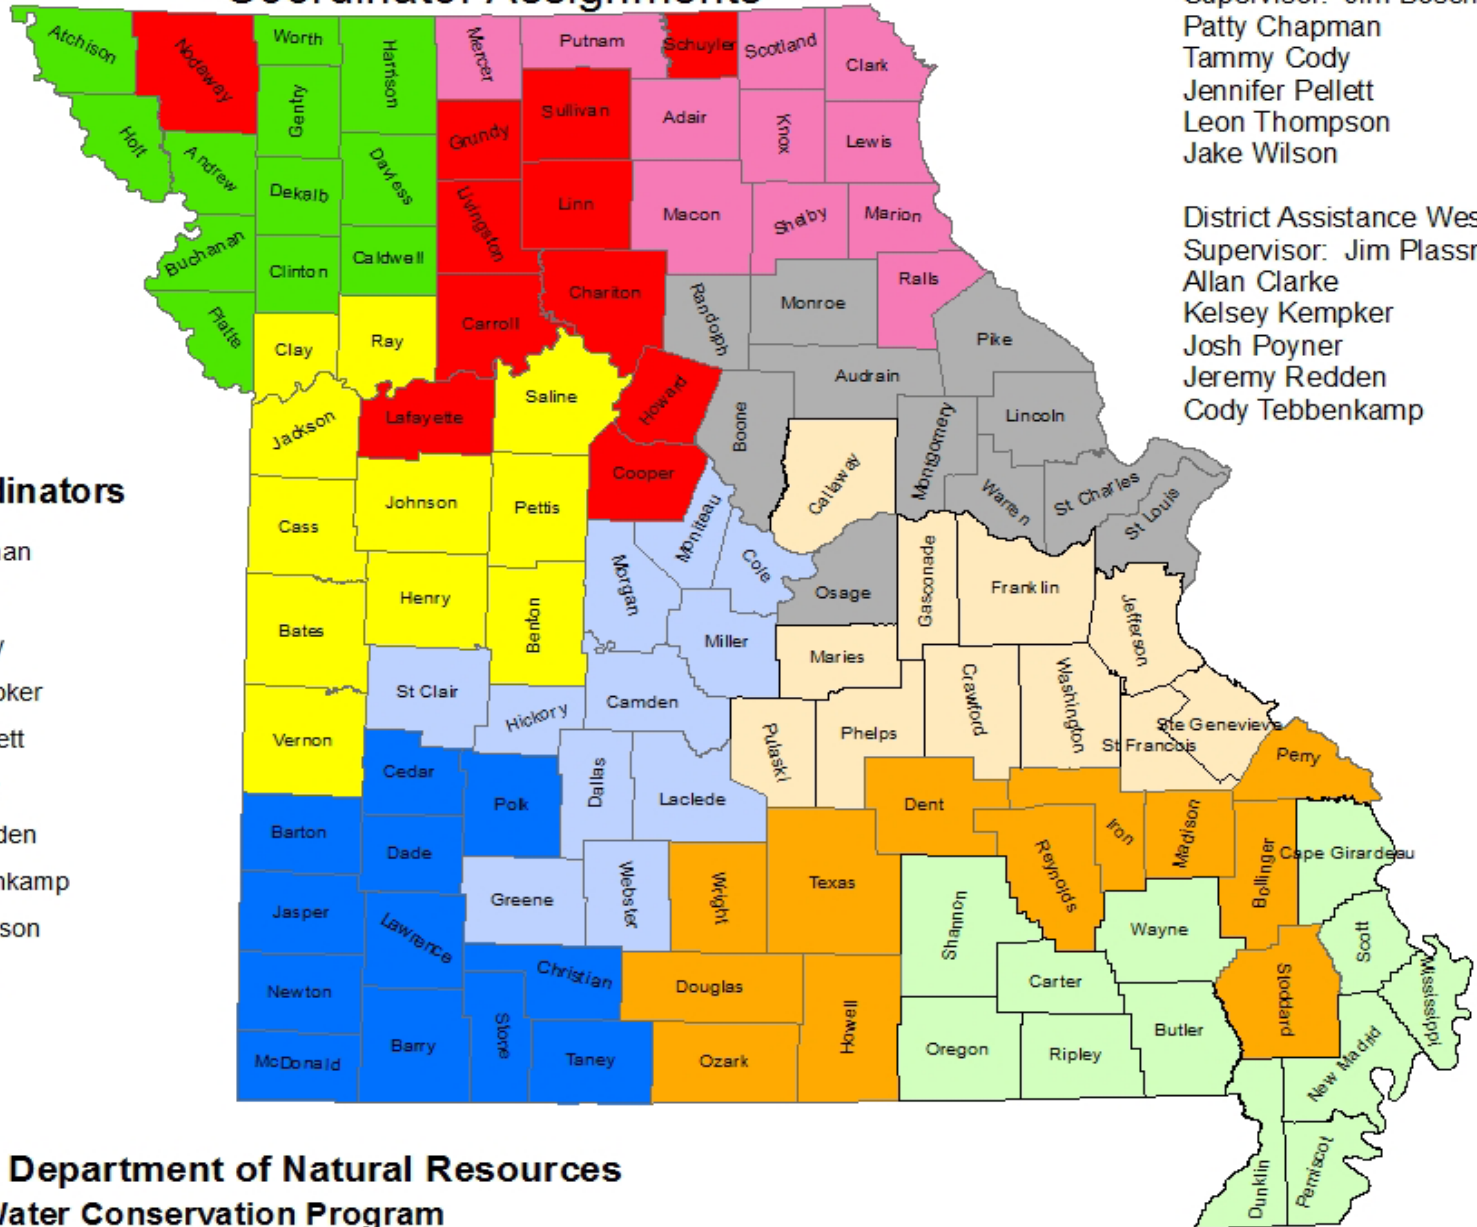 Coordinator Assignments
Patty Chapman
Tammy Cody
Jennifer Pellett
Leon Thompson
Jake Wilson
District Assistance
Supervisor: Jim
Allan Clarke
Kelsey Kempker
Josh Poyner
Jeremy Redden
Cody Tebbenkamp
Atchison
Nodaway
Worth
Harrison
Mercer
Putnam
Schuyler
Scotland
Clark
Holt
Andrew
Gentry
Grundy
Sullivan
Adair
Knox
Lewis
Dekalb
Daviess
Livingston
Linn
Macon
Shelby
Marion
Buchanan
Clinton
Caldwell
Chariton
Randolph
Monroe
Ralls
Platte
Clay
Ray
Carroll
Audrain
Pike
Jackson
Lafayette
Saline
Howard
Boone
Callaway
Montgomery
Lincoln
Cass
Johnson
Pettis
Cooper
Moniteau
Warren
St Charles
St Louis
Bates
Henry
Benton
Morgan
Cole
Osage
Gasconade
Franklin
Jefferson
Vernon
St Clair
Hickory
Camden
Miller
Maries
Pulaski
Phelps
Crawford
Washington
St Francois
Ste Genevieve
Perry
Cedar
Polk
Dallas
Laclede
Dent
Iron
Madison
Bollinger
Cape Girardeau
Barton
Dade
Greene
Webster
Wright
Texas
Shannon
Reynolds
Wayne
Scott
Jasper
Lawrence
Christian
Douglas
Howell
Carter
Stoddard
Mississippi
Newton
Stone
Taney
Ozark
Oregon
Ripley
Butler
New Madrid
McDonald
Barry
Dunklin
Pemiscot
Department of Natural Resources
Water Conservation Program